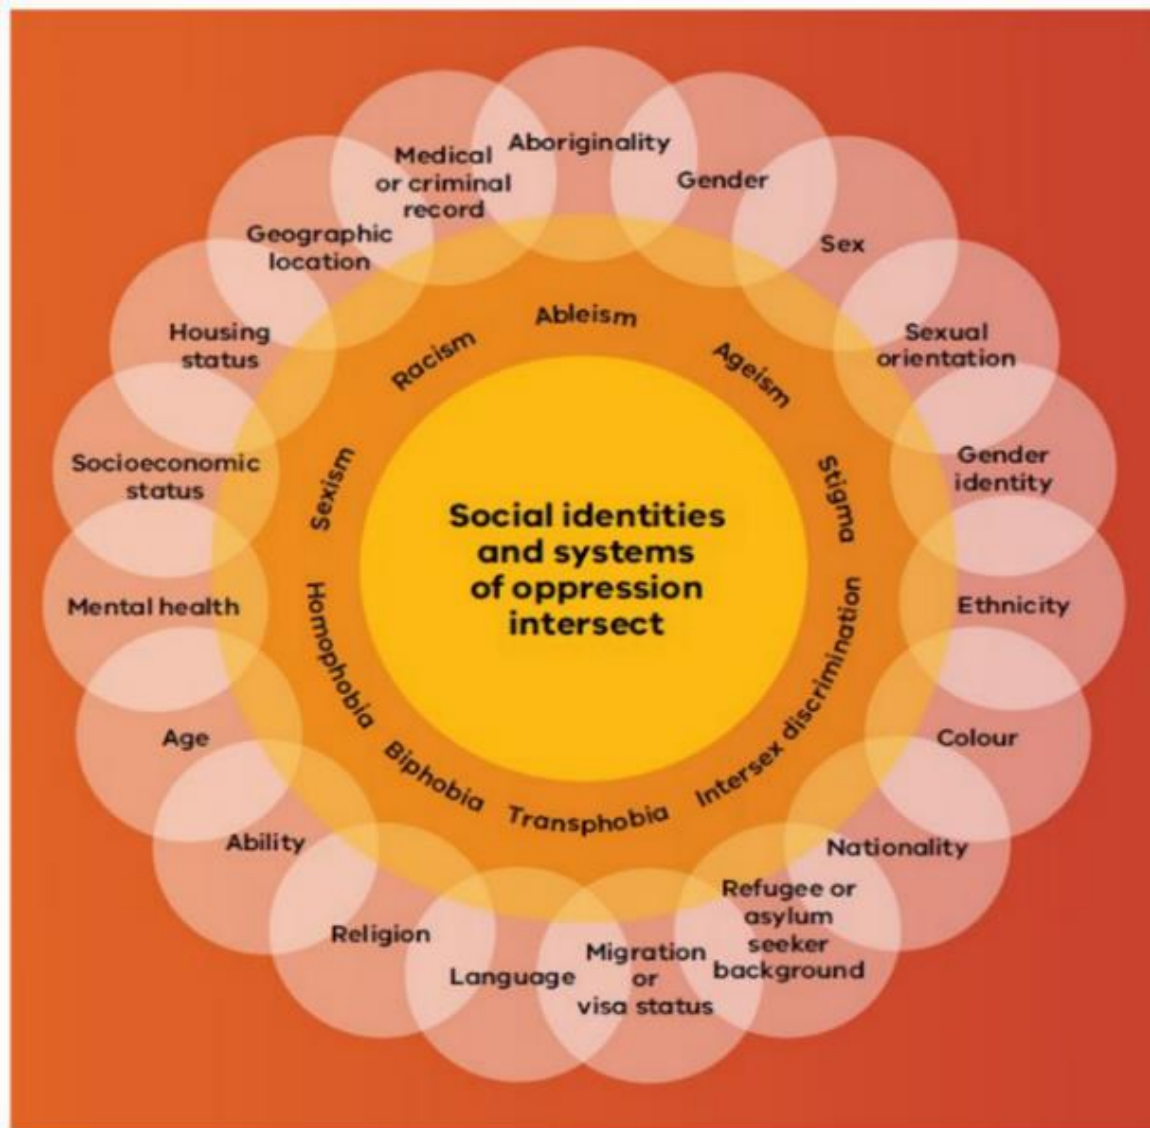 Aboriginality
Gender
Sex
Sexual
orientation
Gender
identity
Ethnicity
Colour
Nationality
Refugee or
asylum
seeker
background
Migration
or
visa status
Language
Religion
Ability
Age
Mental health
Socioeconomic
status
Housing
status
Geographic
location
Medical
or criminal
record
Ableism
Ageism
Stigma
Intersex discrimination
Transphobia
Biphobia
Homophobia
Sexism
Racism
Social identities
and systems
of oppression
intersect